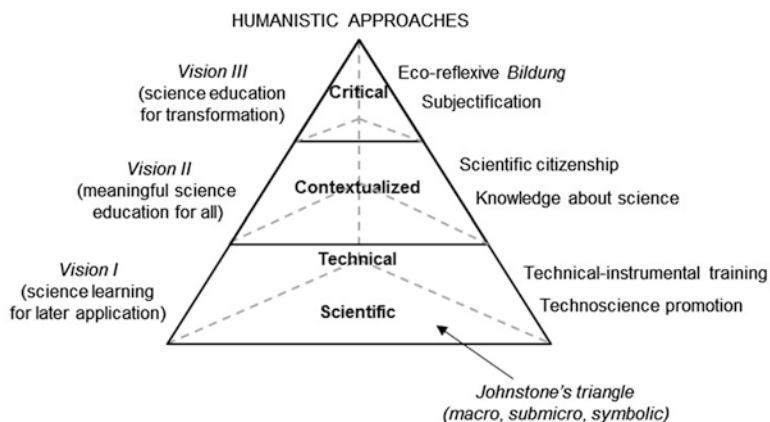 HUMANISTIC APPROACHES
Vision III
(science education
for transformation)
Critical
Eco-reflexive Bildung
Subjectification
Vision II
(meaningful science
education for all)
Contextualized
Scientific citizenship
Knowledge about science
Vision I
(science learning
for later application)
Technical
Scientific
Technical-instrumental training
Technoscience promotion
Johnstone's triangle
(macro, submicro, symbolic)